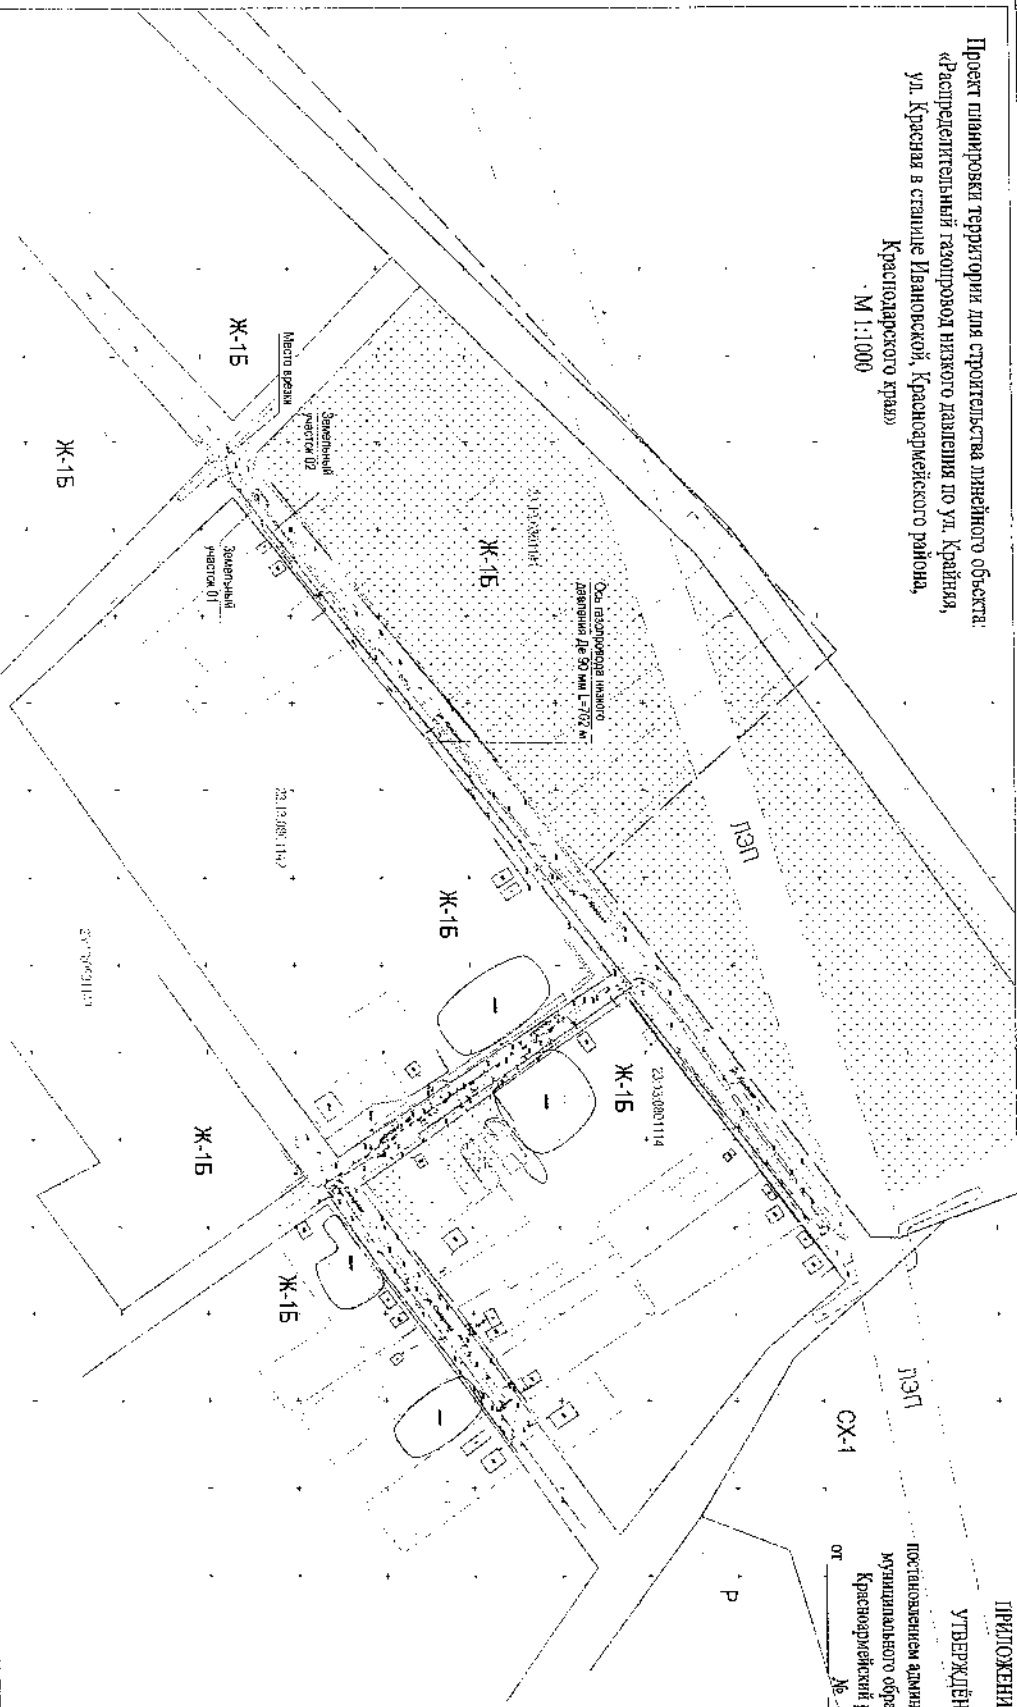 Проект планировки территории для строительства линейного объекта:
«Распределительный газопровод низкого давления по ул. Крайняя,
ул. Красная в станице Ивановской, Красноармейского района,
Краснодарского края»
М 1:1000
ПРИЛОЖЕНИ
УТВЕРЖДЁН
постановлением админ
муниципального обра
Красноармейский
от № 
Ж-1Б
Место врезки
Земельный
участок 02
Ж-1Б
Земельный
участок 01
Ж-1Б
Ось газопровода низкого
давления Де 90 мм L=702 м
ЛЭП
Ж-1Б
Ж-1Б
23:13:0801114
Ж-1Б
Ж-1Б
ЛЭП
СХ-1
Р